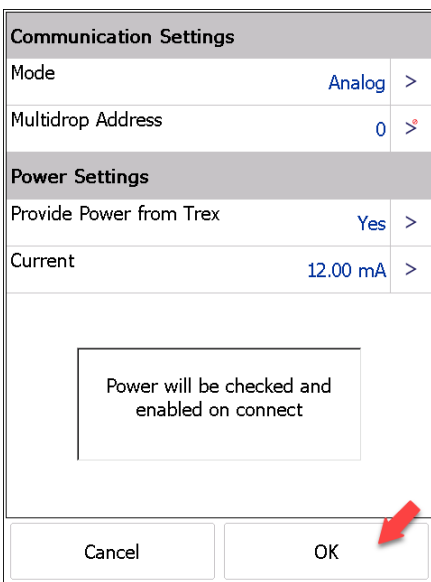 Communication Settings
Mode
Analog >
Multidrop Address
0 >
Power Settings
Provide Power from Trex
Yes >
Current
12.00 mA >
Power will be checked and
enabled on connect
Cancel
OK